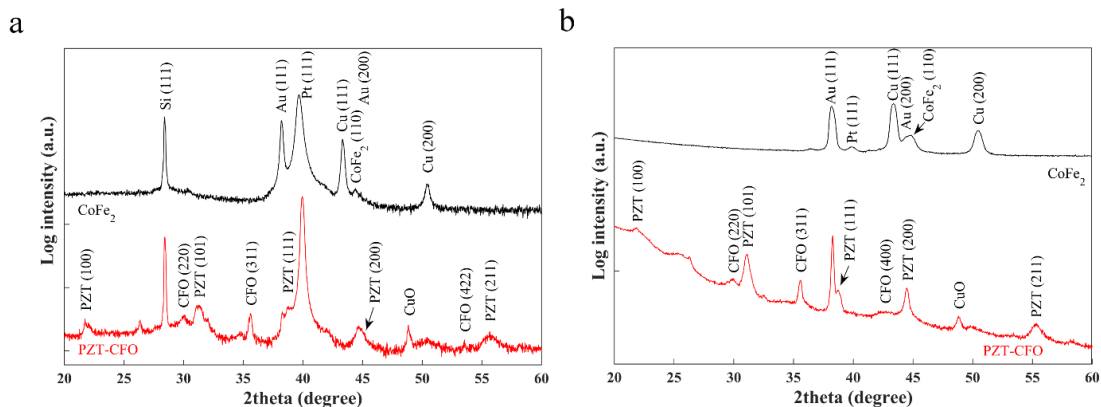 a
Log intensity (a.u.)
Si (111)
Au (111)
Pt (111)
Cu (111)
CoFe2 (110)
Au (200)
Cu (200)
CoFe2
PZT (100)
CFO (220)
PZT (101)
CFO (311)
PZT (111)
PZT (200)
CuO
CFO (422)
PZT (211)
PZT-CFO
20 25 30 35 40 45 50 55 60
2theta (degree)
b
Log intensity (a.u.)
Au (111)
Pt (111)
Cu (111)
Au (200)
CoFe2 (110)
Cu (200)
CoFe2
PZT (100)
CFO (220)
PZT (101)
CFO (311)
PZT (111)
CFO (400)
PZT (200)
CuO
PZT (211)
PZT-CFO
20 25 30 35 40 45 50 55 60
2theta (degree)